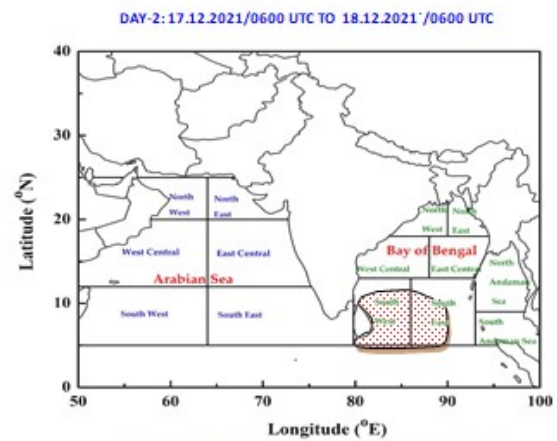 DAY-2: 17.12.2021/0600 UTC TO 18.12.2021`/0600 UTC
40
30
20
10
0
Latitude (°N)
North
West
North
East
West Central
East Central
Arabian Sea
South West
South East
North
West
North
East
Bay of Bengal
West Central
East Central
North
Andaman
Sea
South
West
South
East
South
Andaman Sea
50
60
70
80
90
100
Longitude (°E)